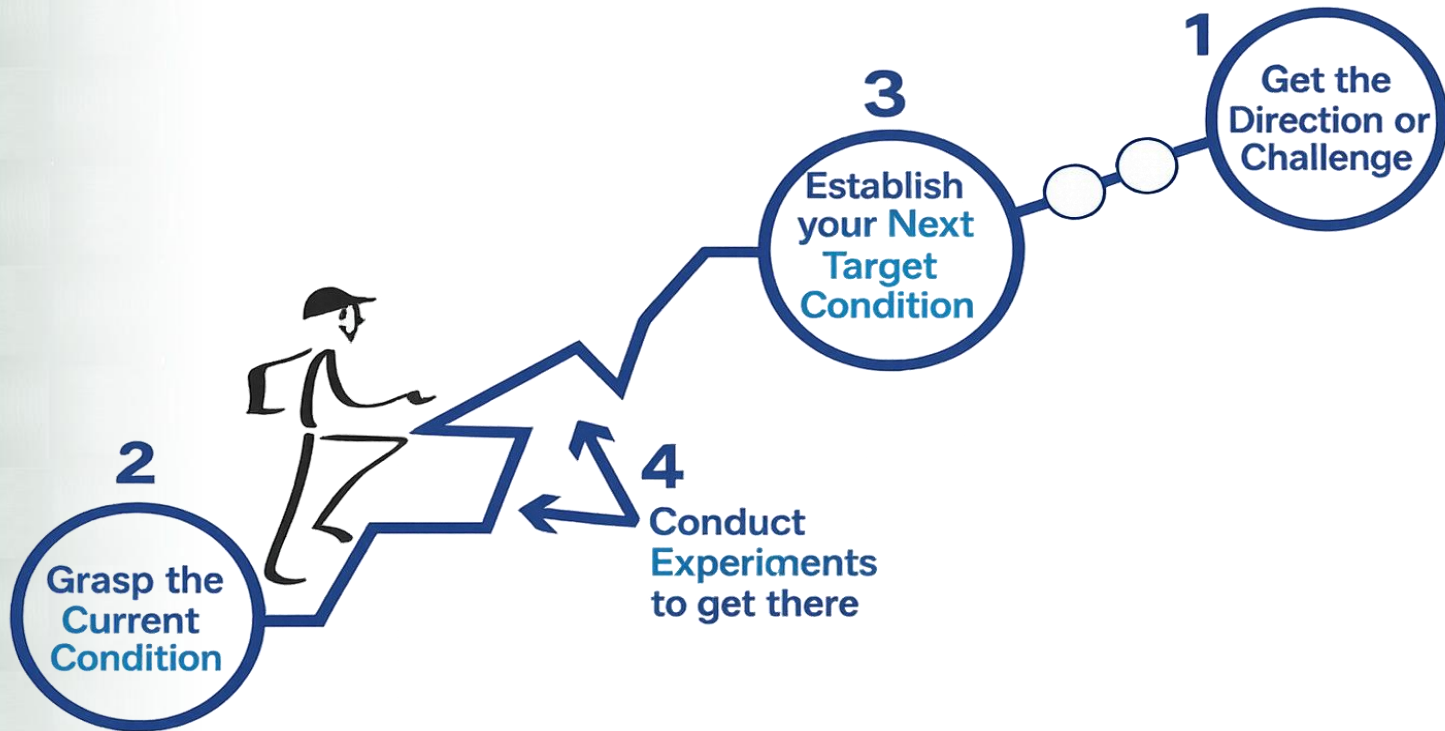 1
Get the
Direction or
Challenge
2
Grasp the
Current
Condition
3
Establish
your Next
Target
Condition
4
Conduct
Experiments
to get there